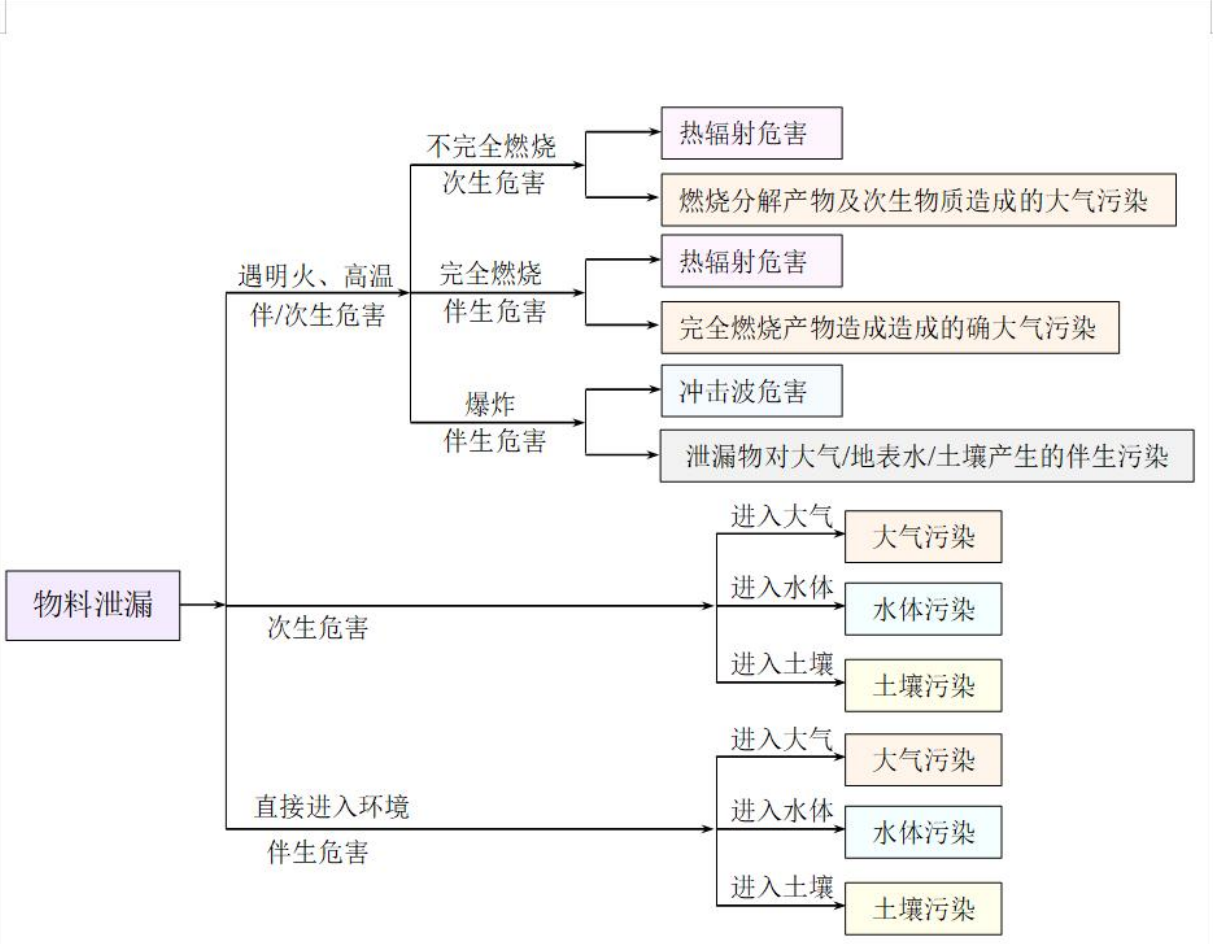 不完全燃烧
次生危害
热辐射危害
燃烧分解产物及次生物质造成的大气污染
遇明火、高温
伴/次生危害
完全燃烧
伴生危害
热辐射危害
完全燃烧产物造成造成的确大气污染
爆炸
伴生危害
冲击波危害
泄漏物对大气/地表水/土壤产生的伴生污染
物料泄漏
次生危害
进入大气
大气污染
进入水体
水体污染
进入土壤
土壤污染
直接进入环境
伴生危害
进入大气
大气污染
进入水体
水体污染
进入土壤
土壤污染